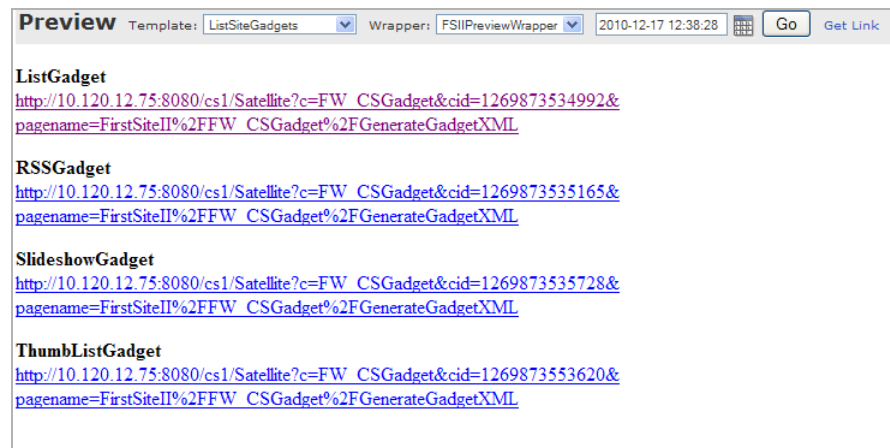 Preview Template: ListSiteGadgets Wrapper: FSIIPreviewWrapper 2010-12-17 12:38:28 Go Get Link
ListGadget
http://10.120.12.75:8080/cs1/Satellite?c=FW_CSGadget&cid=1269873534992&
pagename=FirstSiteII%2FFW_CSGadget%2FGenerateGadgetXML
RSSGadget
http://10.120.12.75:8080/cs1/Satellite?c=FW_CSGadget&cid=1269873535165&
pagename=FirstSiteII%2FFW_CSGadget%2FGenerateGadgetXML
SlideshowGadget
http://10.120.12.75:8080/cs1/Satellite?c=FW_CSGadget&cid=1269873535728&
pagename=FirstSiteII%2FFW_CSGadget%2FGenerateGadgetXML
ThumbListGadget
http://10.120.12.75:8080/cs1/Satellite?c=FW_CSGadget&cid=1269873553620&
pagename=FirstSiteII%2FFW_CSGadget%2FGenerateGadgetXML